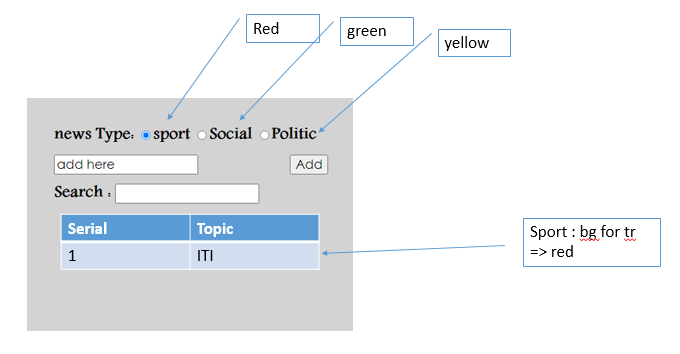 Red
green
yellow
news Type: sport Social Politic
add here Add
Search :
Serial Topic
1 ITI
Sport : bg for tr
=> red